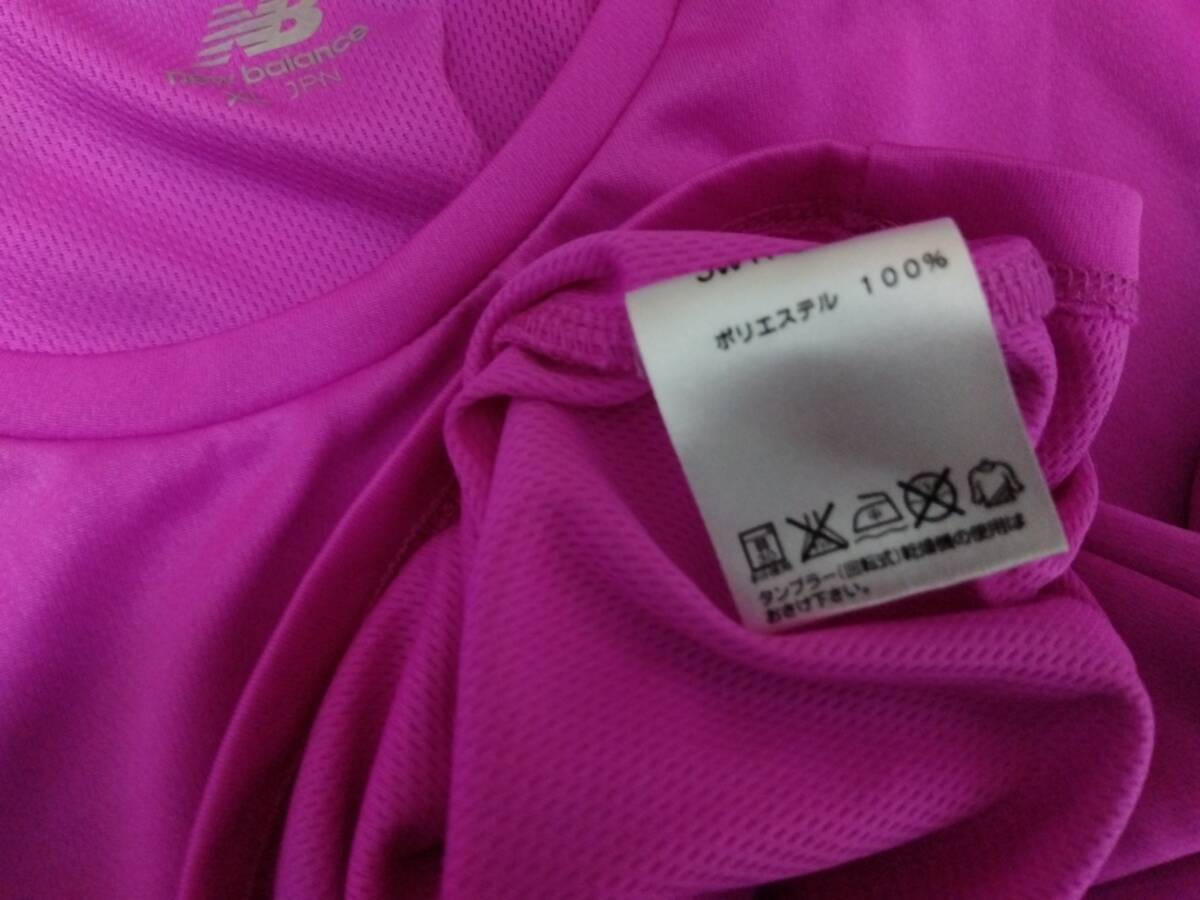 NB
new balance
JPN
ポリエステル 100%
タンブラー(回転式)乾燥機の使用は
おさけ下さい。